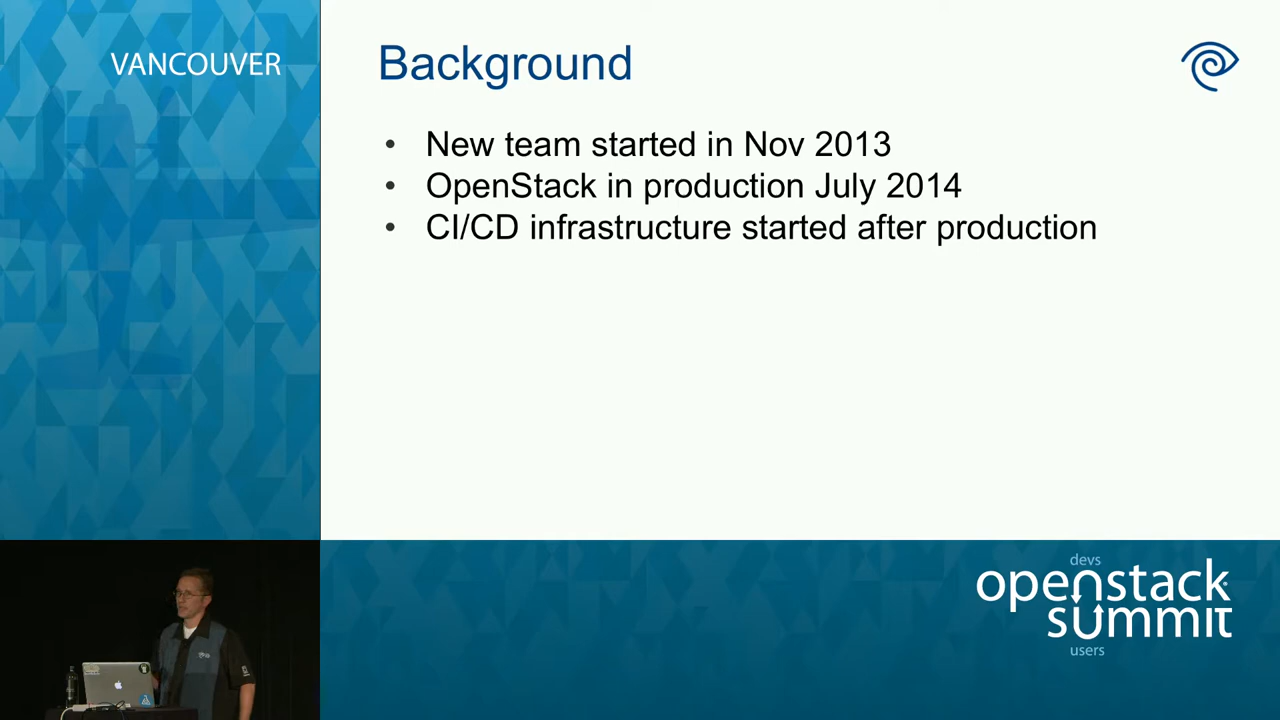 VANCOUVER
Background
• New team started in Nov 2013
• OpenStack in production July 2014
• CI/CD infrastructure started after production
devs
openstack
summit
users